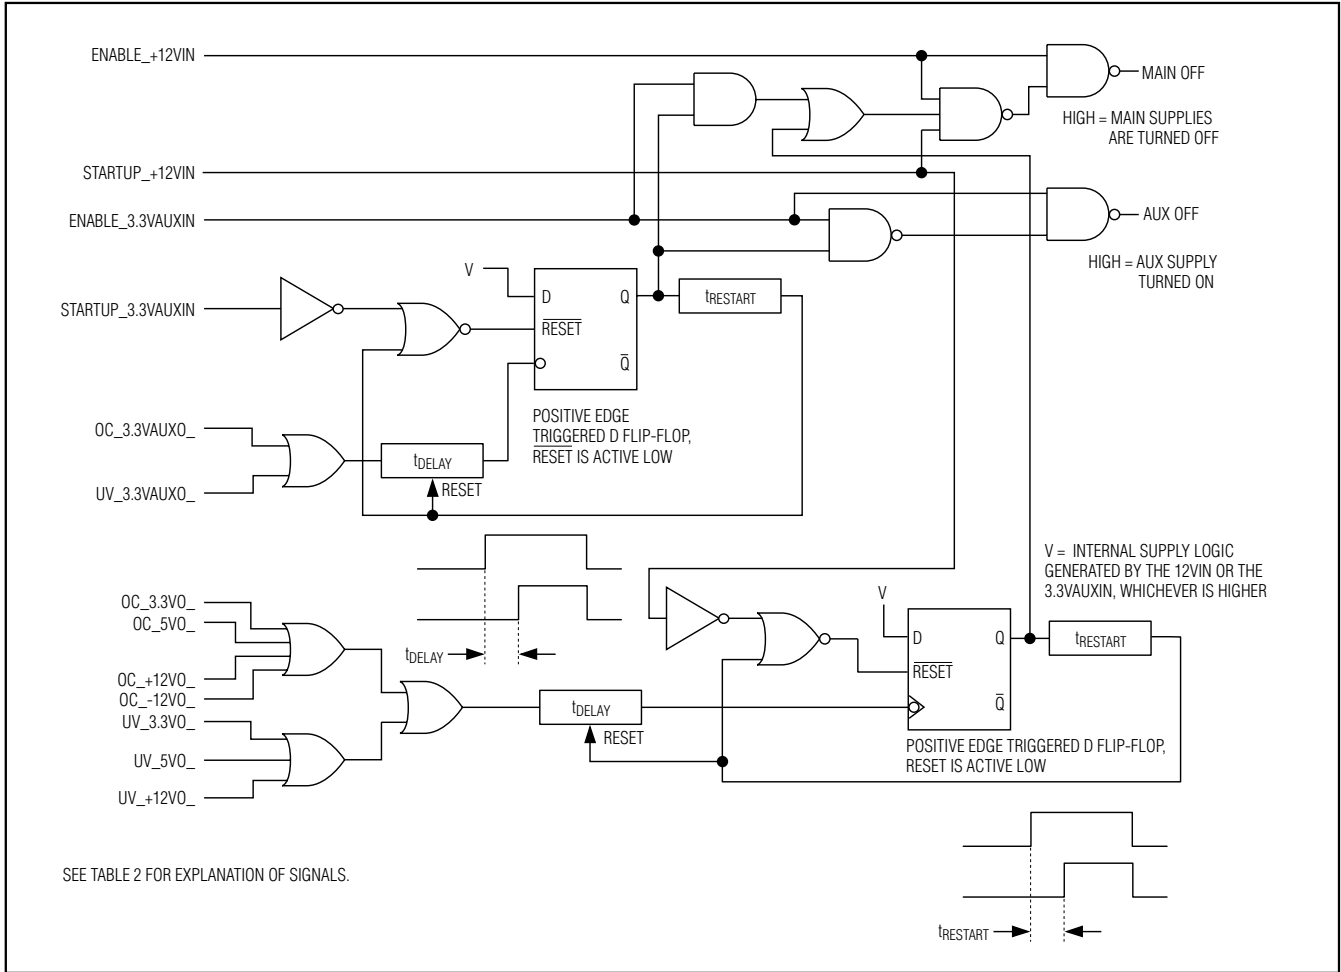 ENABLE_+12VIN
MAIN OFF
HIGH = MAIN SUPPLIES
ARE TURNED OFF
STARTUP_+12VIN
ENABLE_3.3VAUXIN
AUX OFF
HIGH = AUX SUPPLY
TURNED ON
V
D
Q
tRESTART
STARTUP_3.3VAUXIN
RESET
Q
POSITIVE EDGE
TRIGGERED D FLIP-FLOP,
RESET IS ACTIVE LOW
OC_3.3VAUXO_
tDELAY
RESET
UV_3.3VAUXO_
V = INTERNAL SUPPLY LOGIC
GENERATED BY THE 12VIN OR THE
3.3VAUXIN, WHICHEVER IS HIGHER
OC_3.3VO_
OC_5VO_
V
D
Q
tRESTART
tDELAY
RESET
Q
OC_+12VO_
OC_-12VO_
UV_3.3VO_
tDELAY
RESET
POSITIVE EDGE TRIGGERED D FLIP-FLOP,
RESET IS ACTIVE LOW
UV_5VO_
UV_+12VO_
SEE TABLE 2 FOR EXPLANATION OF SIGNALS.
tRESTART